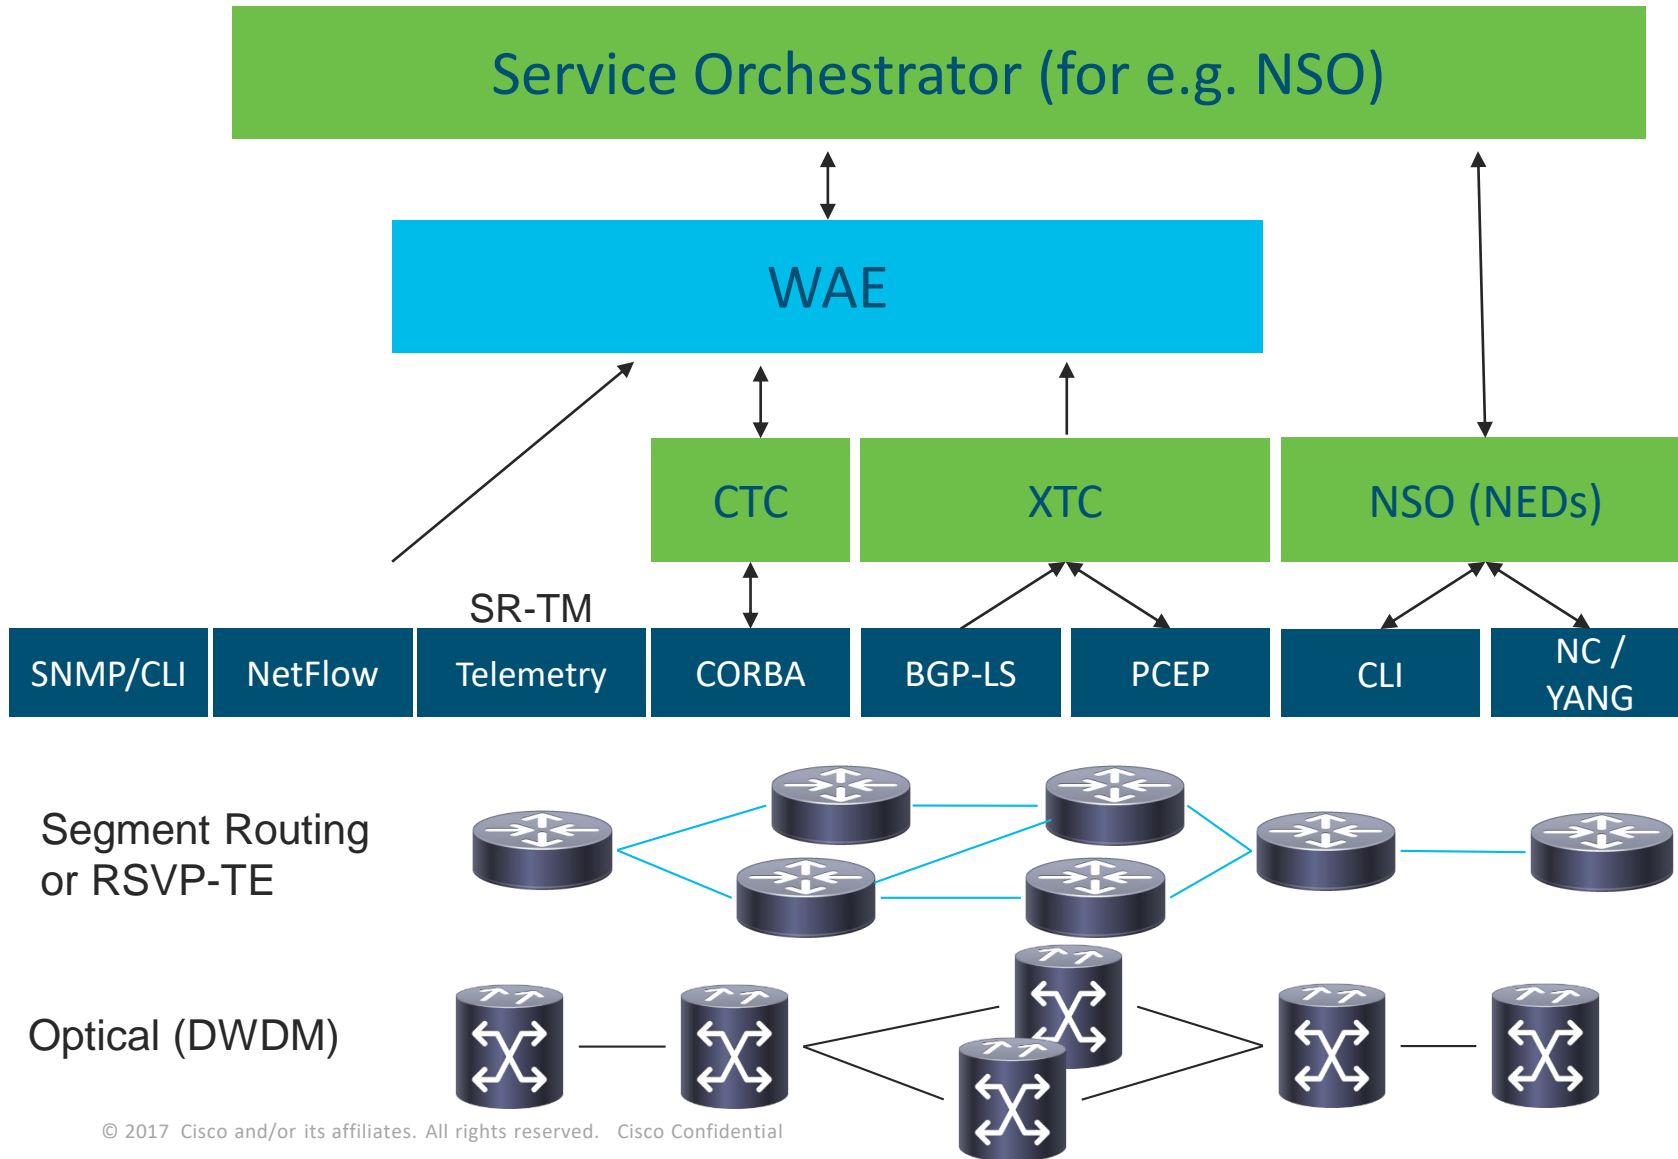 Service Orchestrator (for e.g. NSO)
WAE
CTC
XTC
NSO (NEDs)
SR-TM
SNMP/CLI
NetFlow
Telemetry
CORBA
BGP-LS
PCEP
CLI
NC /
YANG
Segment Routing
or RSVP-TE
Optical (DWDM)
© 2017 Cisco and/or its affiliates. All rights reserved. Cisco Confidential